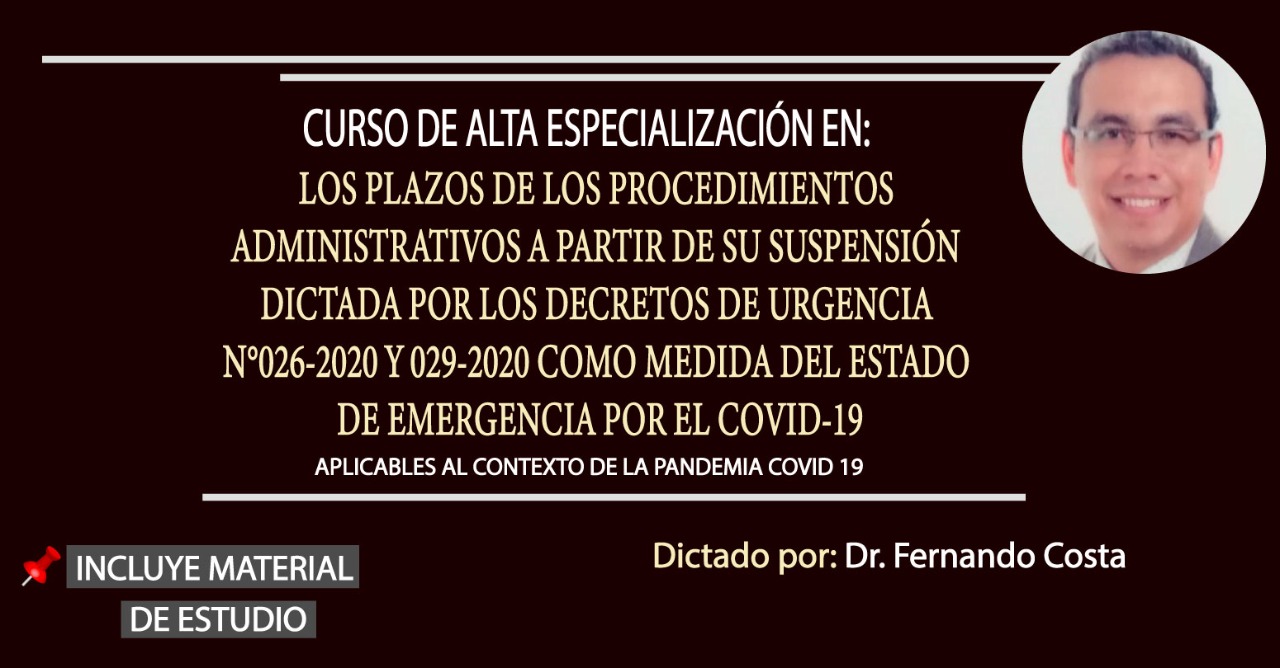 CURSO DE ALTA ESPECIALIZACIÓN EN:
LOS PLAZOS DE LOS PROCEDIMIENTOS
ADMINISTRATIVOS A PARTIR DE SU SUSPENSIÓN
DICTADA POR LOS DECRETOS DE URGENCIA
N°026-2020 Y 029-2020 COMO MEDIDA DEL ESTADO
DE EMERGENCIA POR EL COVID-19
APLICABLES AL CONTEXTO DE LA PANDEMIA COVID 19
Dictado por: Dr. Fernando Costa
INCLUYE MATERIAL
DE ESTUDIO